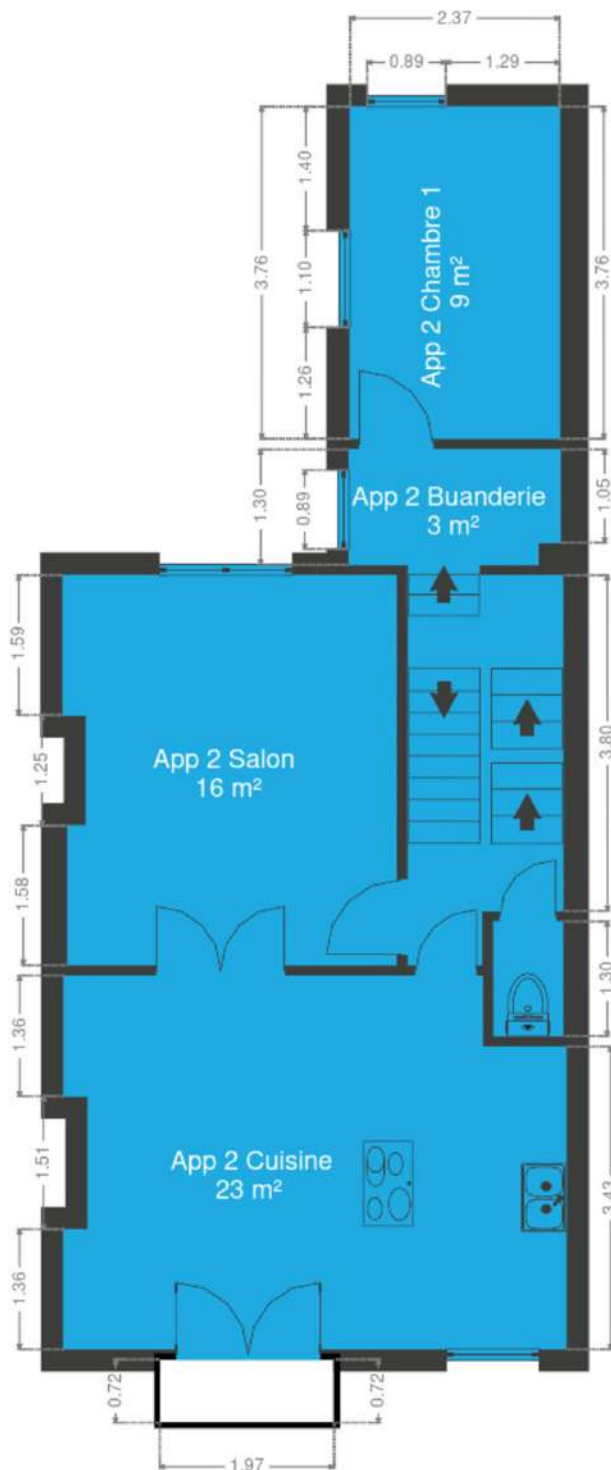 2.37
0.89
1.29
1.40
3.76
1.10
1.26
3.76
App 2 Chambre 1
9 m²
1.30
0.89
1.05
App 2 Buanderie
3 m²
1.59
1.25
1.58
3.80
App 2 Salon
16 m²
1.30
1.36
1.51
1.36
3.43
App 2 Cuisine
23 m²
0.72
0.72
1.97